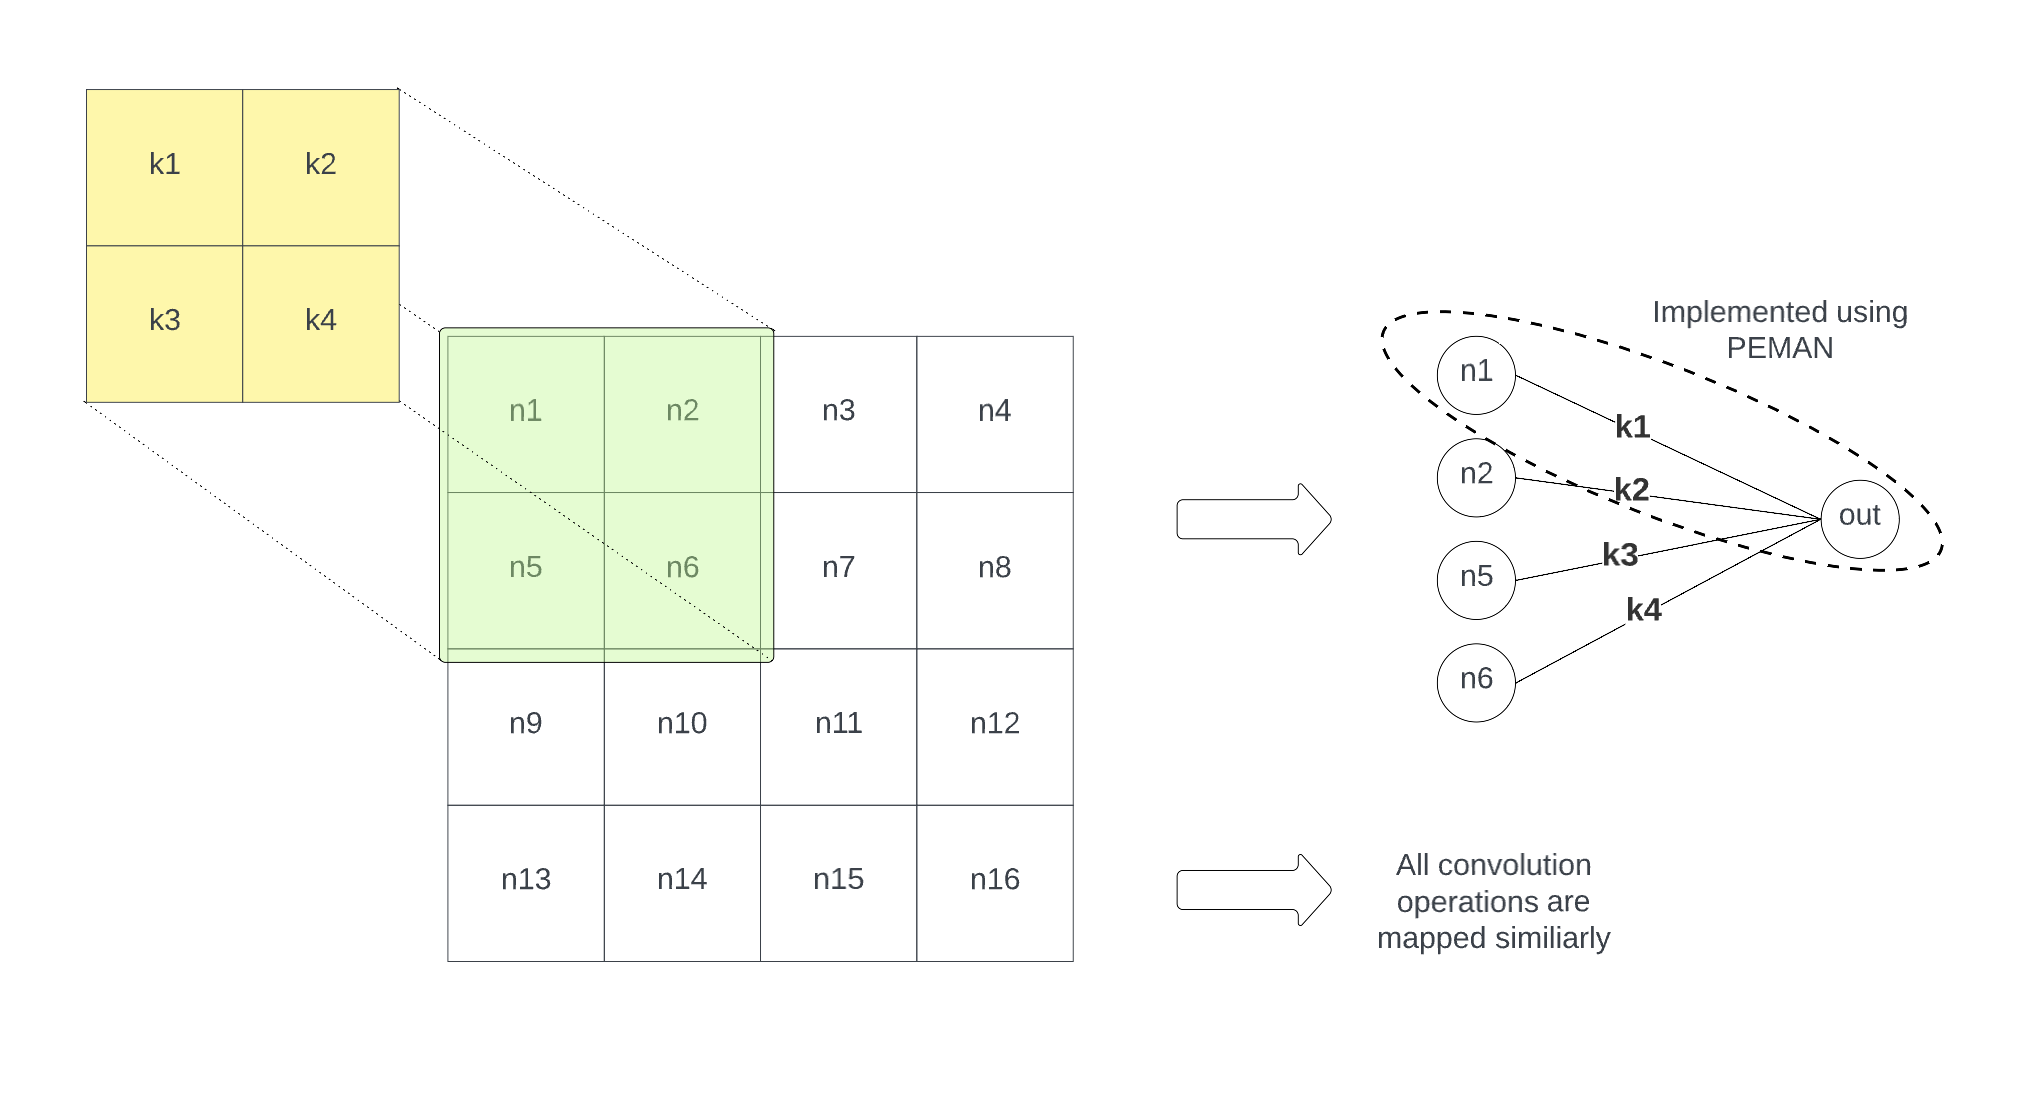 k1 k2
k3 k4
n1 n2 n3 n4
n5 n6 n7 n8
n9 n10 n11 n12
n13 n14 n15 n16
Implemented using
PEMAN
n1
k1
n2
k2
out
k3
n5
k4
n6
All convolution
operations are
mapped similiarly